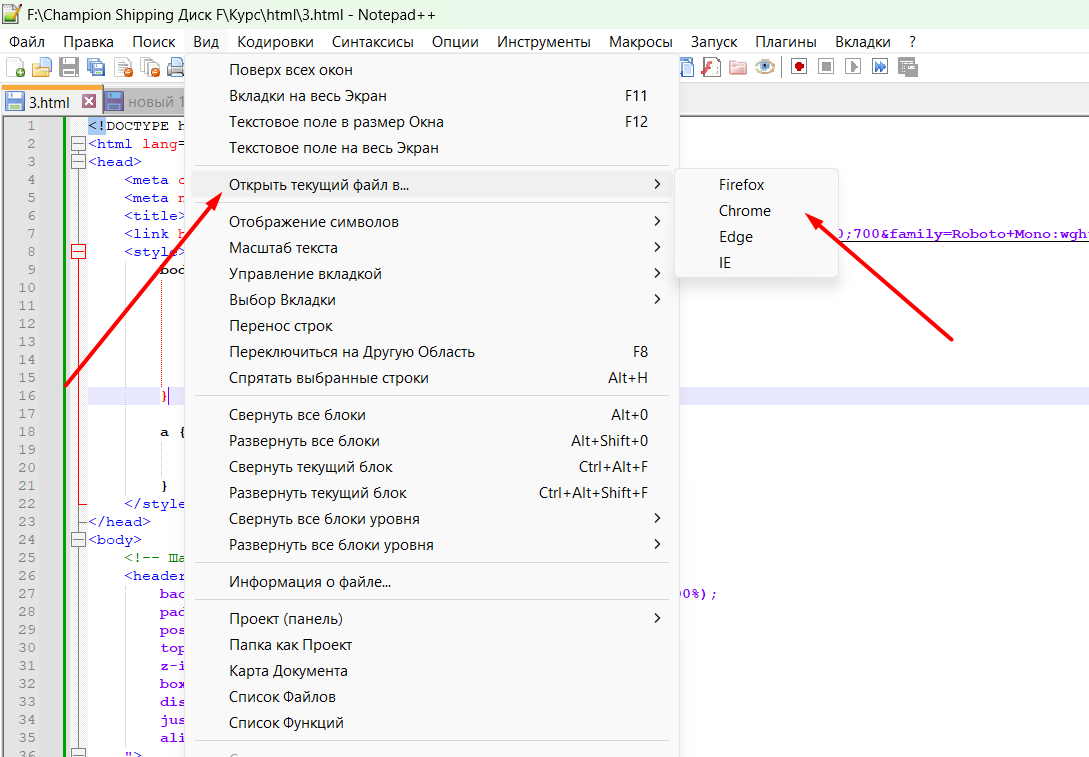 F:\Champion Shipping Диск F\Курс\html\3.html - Notepad++
Файл Правка Поиск Вид Кодировки Синтаксисы Опции Инструменты Макросы Запуск Плагины Вкладки ?
3.html новый 1
Поверх всех окон
Вкладки на весь Экран F11
Текстовое поле в размер Окна F12
Текстовое поле на весь Экран
Открыть текущий файл в...
Отображение символов
Масштаб текста
Управление вкладкой
Выбор Вкладки
Перенос строк
Переключиться на Другую Область F8
Спрятать выбранные строки Alt+H
Свернуть все блоки Alt+0
Развернуть все блоки Alt+Shift+0
Свернуть текущий блок Ctrl+Alt+F
Развернуть текущий блок Ctrl+Alt+Shift+F
Свернуть все блоки уровня
Развернуть все блоки уровня
Информация о файле...
Проект (панель)
Папка как Проект
Карта Документа
Список Файлов
Список Функций
Firefox
Chrome
Edge
IE
1 <!DOCTYPE h
2 <html lang=
3 <head>
4 <meta c
5 <meta n
6 <title>
7 <link h 0;700&family=Roboto+Mono:wght
8 <style>
9 bod
10
11
12
13
14
15
16 }
17
18 a {
19
20
21 }
22 </style
23 </head>
24 <body>
25 <!-- Ша
26 <header
27 bac 00%);
28 pad
29 pos
30 top
31 z-i
32 box
33 dis
34 jus
35 ali
36 ">